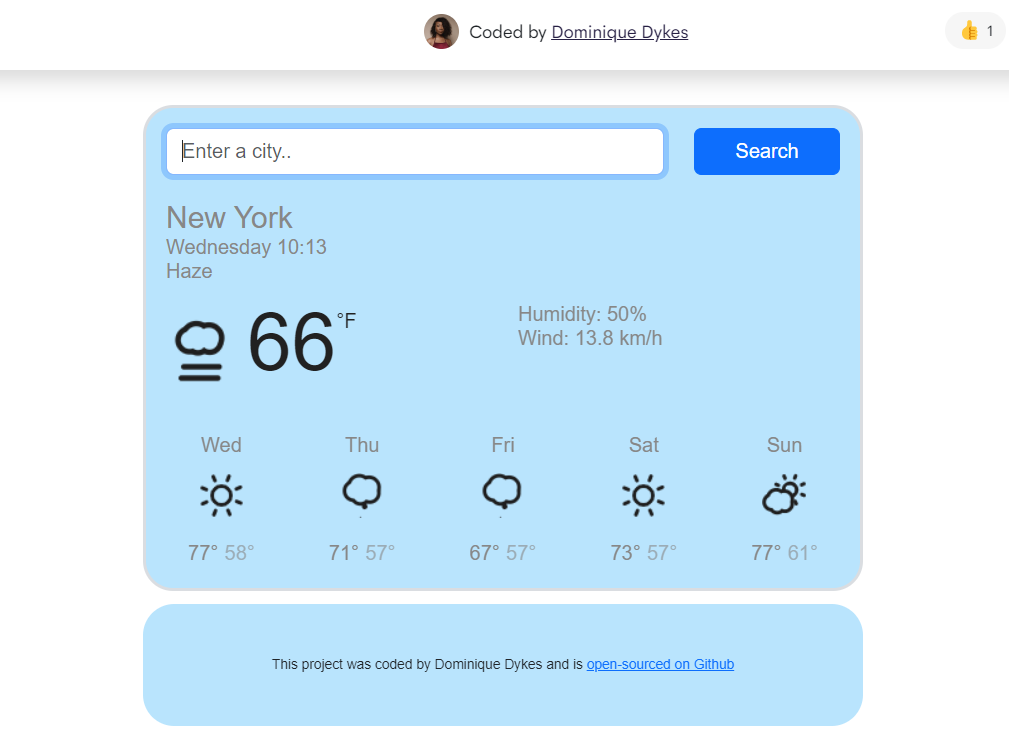 Coded by Dominique Dykes
👍 1
Enter a city..
Search
New York
Wednesday 10:13
Haze
66 °F
Humidity: 50%
Wind: 13.8 km/h
Wed Thu Fri Sat Sun
77° 58° 71° 57° 67° 57° 73° 57° 77° 61°
This project was coded by Dominique Dykes and is open-sourced on Github